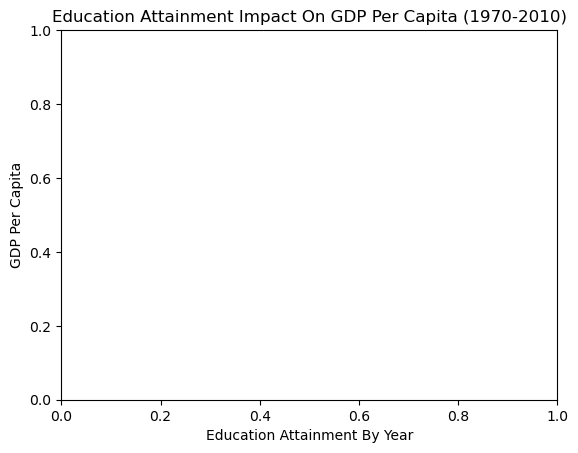 Education Attainment Impact On GDP Per Capita (1970-2010)
1.0
0.8
0.6
0.4
0.2
0.0
GDP Per Capita
0.0 0.2 0.4 0.6 0.8 1.0
Education Attainment By Year